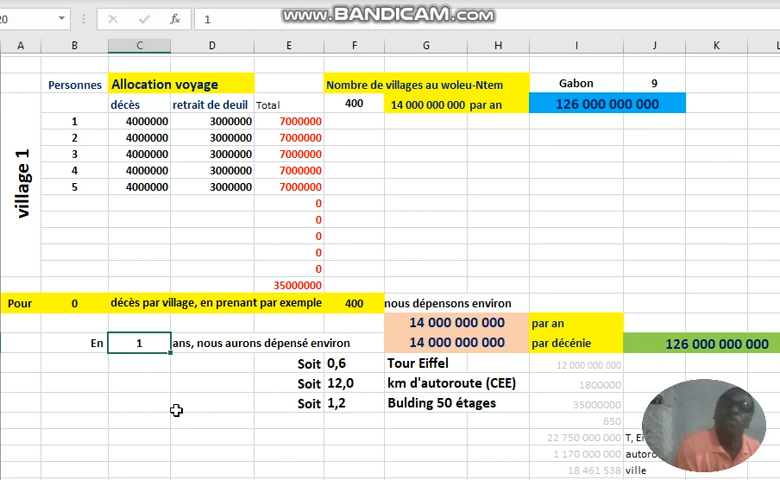 20
fx 1
www.BANDICAM.com
A B C D E F G H I J K
Personnes Allocation voyage Nombre de villages au woleu-Ntem Gabon 9
décès retrait de deuil Total 400 14 000 000 000 par an 126 000 000 000
village 1
1 4000000 3000000 7000000
2 4000000 3000000 7000000
3 4000000 3000000 7000000
4 4000000 3000000 7000000
5 4000000 3000000 7000000
0
0
0
0
0
35000000
Pour 0 décès par village, en prenant par exemple 400 nous dépensons environ
14 000 000 000 par an
En 1 ans, nous aurons dépensé environ 14 000 000 000 par décénie 126 000 000 000
Soit 0,6 Tour Eiffel 12 000 000 000
Soit 12,0 km d'autoroute (CEE) 1800000
Soit 1,2 Bulding 50 étages 35000000
650
22 750 000 000 T, Ei
1 170 000 000 autoro
18 461 538 ville